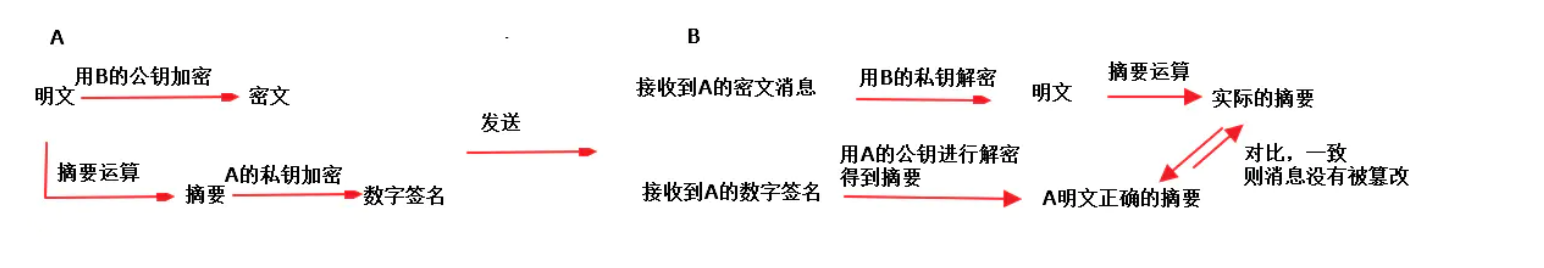 A
B
用B的公钥加密
明文
密文
摘要运算
摘要
A的私钥加密
数字签名
发送
接收到A的密文消息
用B的私钥解密
明文
摘要运算
实际的摘要
接收到A的数字签名
用A的公钥进行解密
得到摘要
A明文正确的摘要
对比，一致
则消息没有被篡改